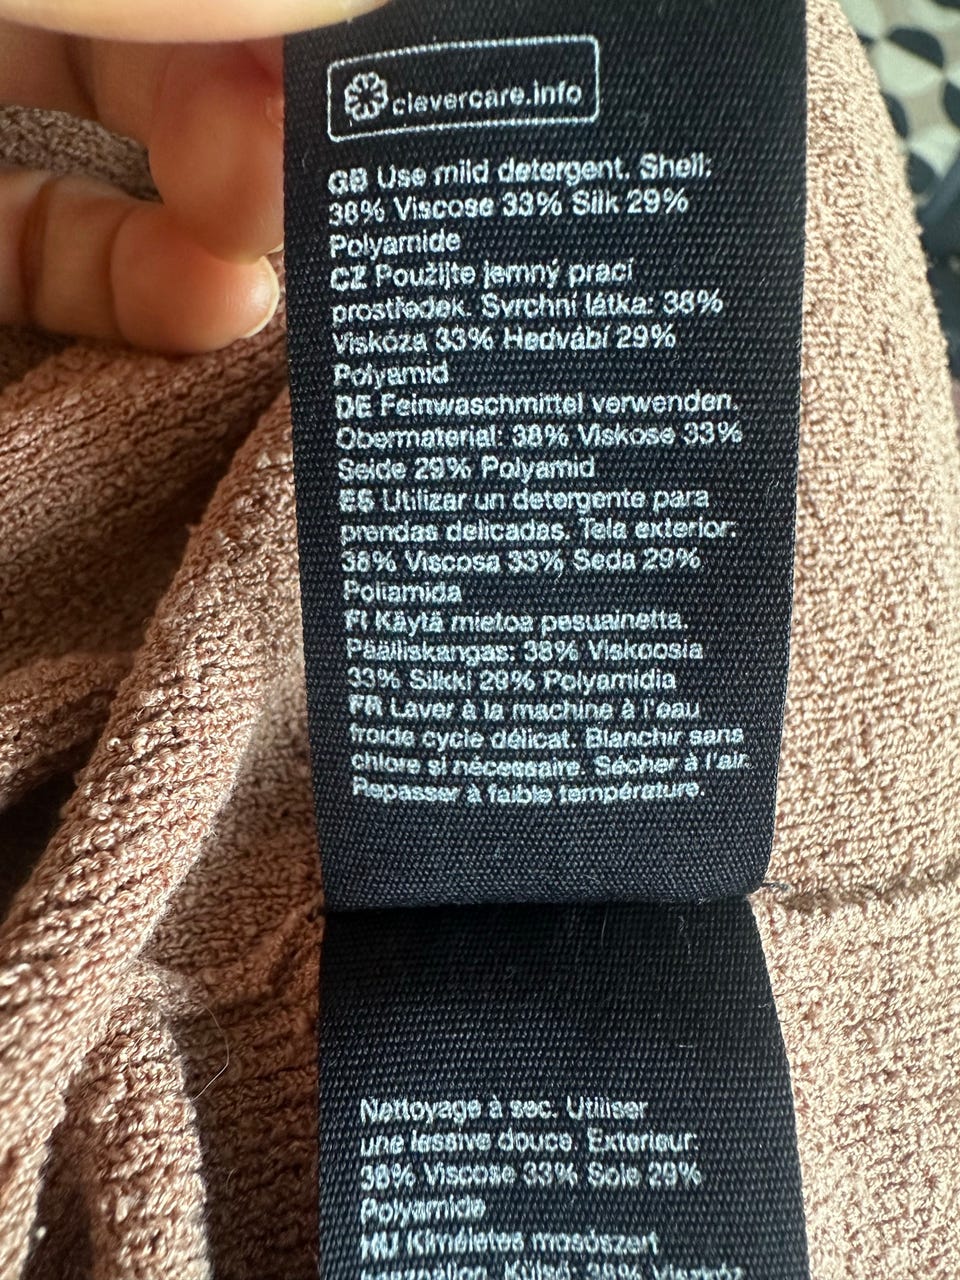 clevercare.info
GB Use mild detergent. Shell:
38% Viscose 33% Silk 29%
Polyamide
CZ Použijte jemný prací
prostředek. Svrchní látka: 38%
Viskóza 33% Hedvábí 29%
Polyamid
DE Feinwaschmittel verwenden.
Obermaterial: 38% Viskose 33%
Seide 29% Polyamid
ES Utilizar un detergente para
prendas delicadas. Tela exterior:
38% Viscosa 33% Seda 29%
Poliamida
FI Käytä mietoa pesuainetta.
Päälliskangas: 38% Viskoosia
33% Silkki 29% Polyamidia
FR Laver à la machine à l'eau
froide cycle délicat. Blanchir sans
chlore si nécessaire. Sécher à l'air.
Repasser à faible température.
Nettoyage à sec. Utiliser
une lessive douce. Exterieur:
38% Viscose 33% Soie 29%
Polyamide
HU Kíméletes mosószert
használjon. Külső: 38% Viszkóz